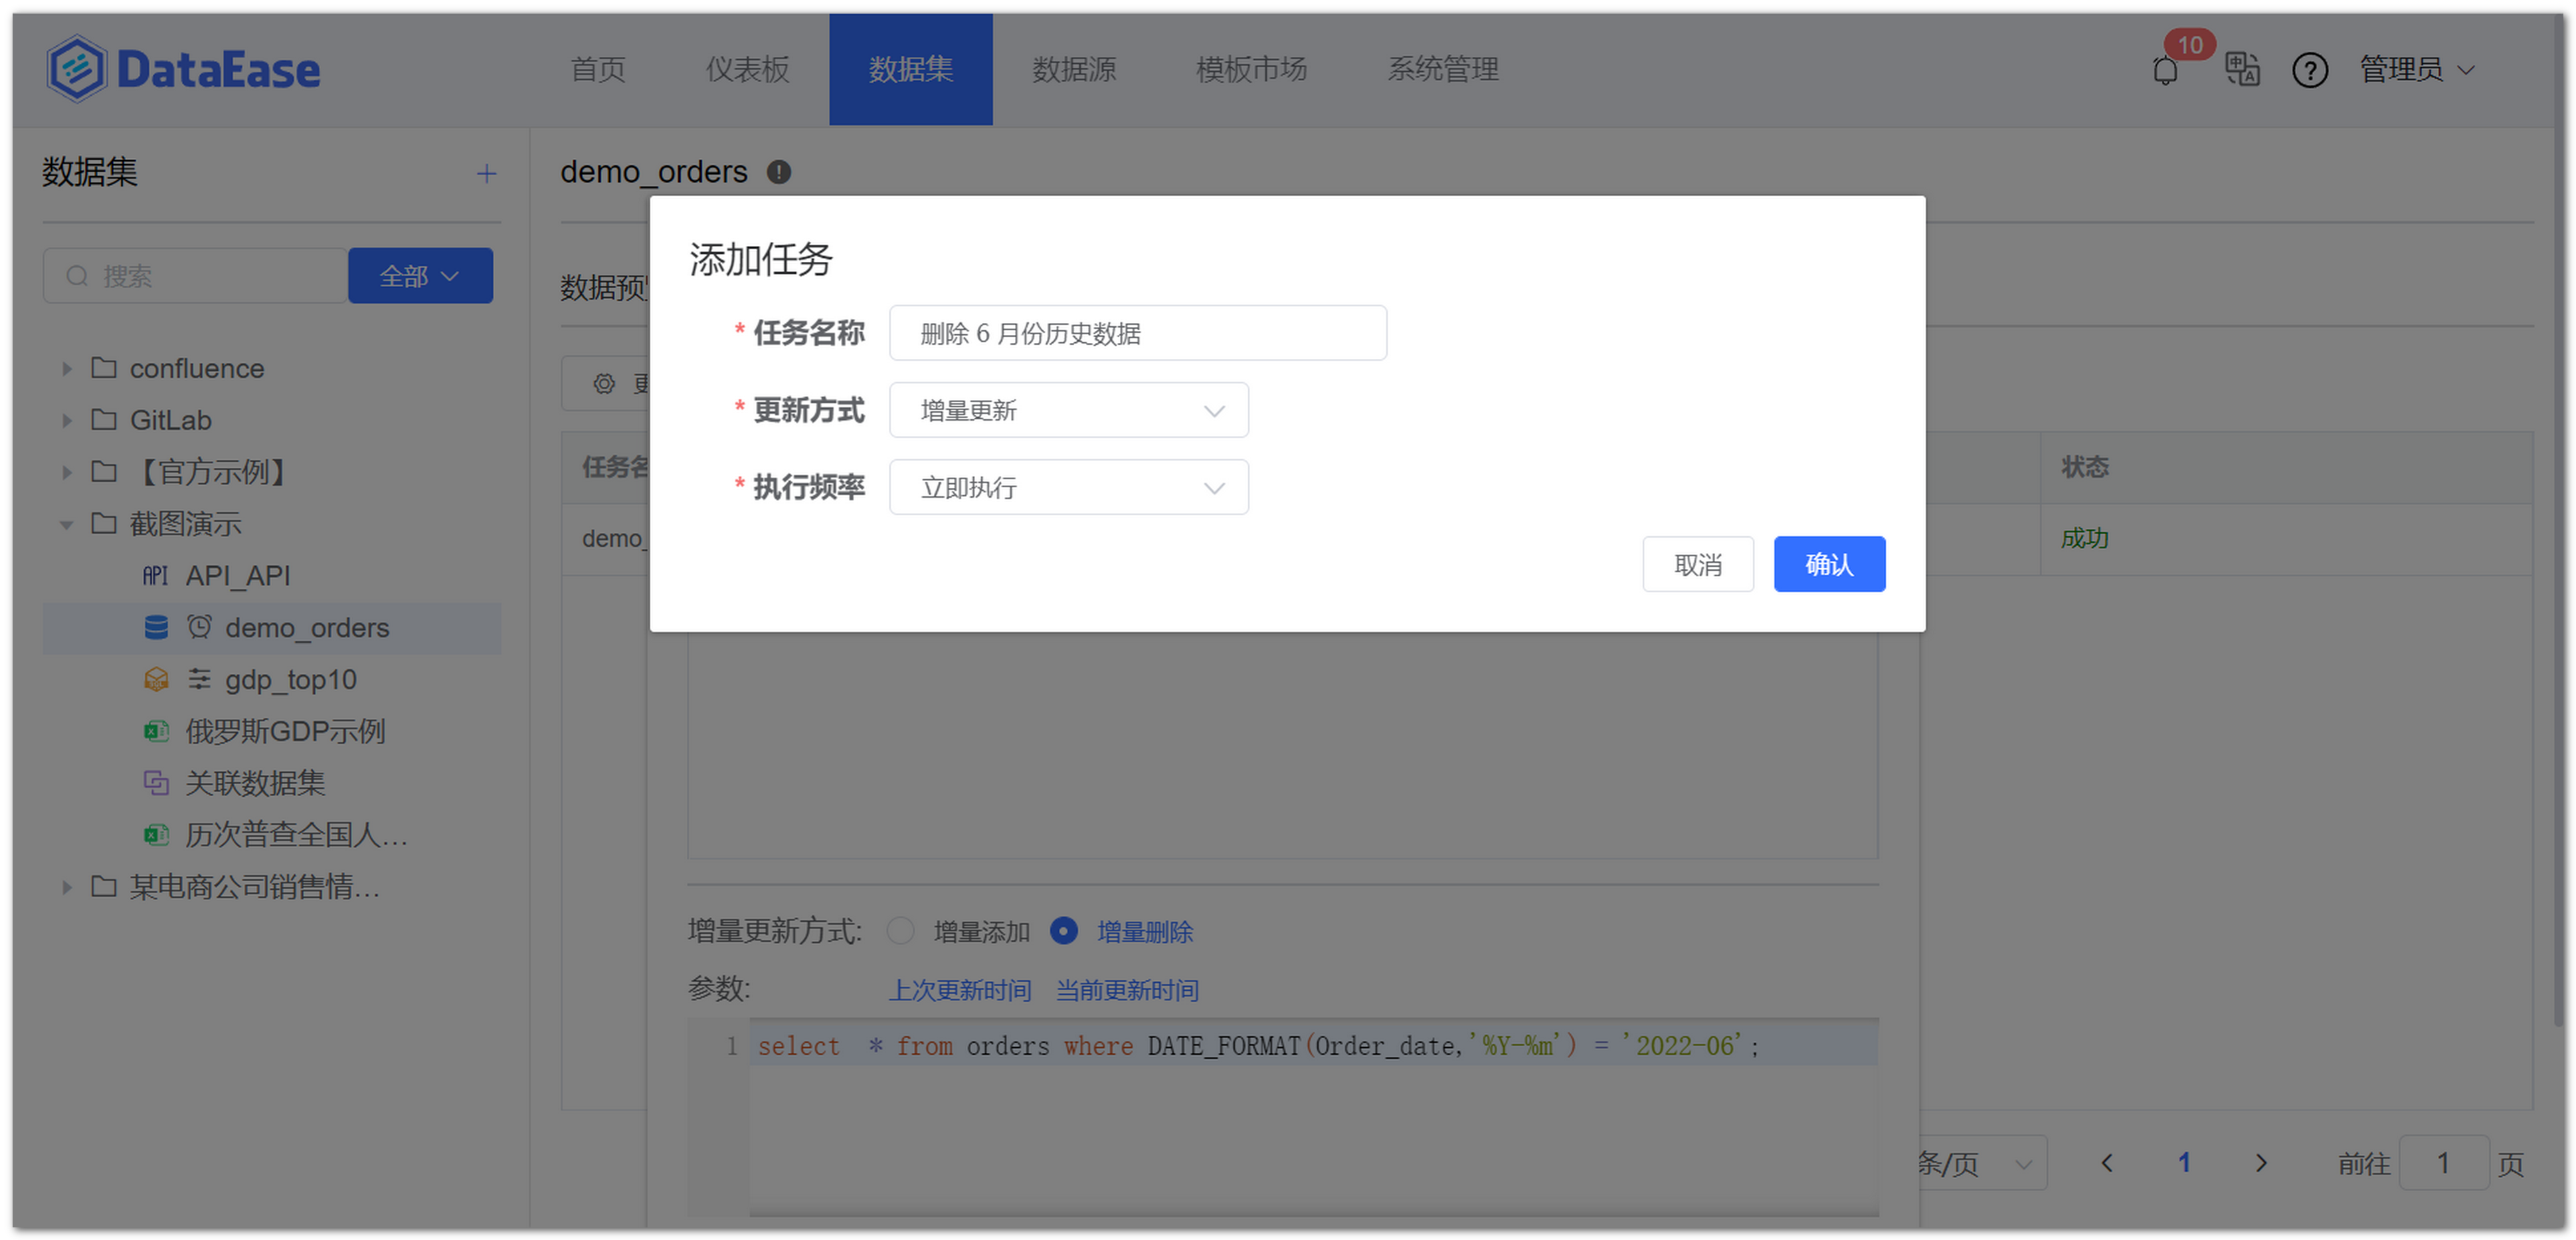 DataEase
首页 仪表板 数据集 数据源 模板市场 系统管理
10
管理员
数据集
demo_orders
搜索 全部
confluence
GitLab
【官方示例】
截图演示
API API_API
demo_orders
gdp_top10
俄罗斯GDP示例
关联数据集
历次普查全国人...
某电商公司销售情...
数据预
添加任务
* 任务名称 删除 6 月份历史数据
* 更新方式 增量更新
* 执行频率 立即执行
取消 确认
任务名 状态
demo_ 成功
增量更新方式: 增量添加 增量删除
参数: 上次更新时间 当前更新时间
1 select * from orders where DATE_FORMAT(Order_date,'%Y-%m') = '2022-06';
条/页 1 前往 1 页